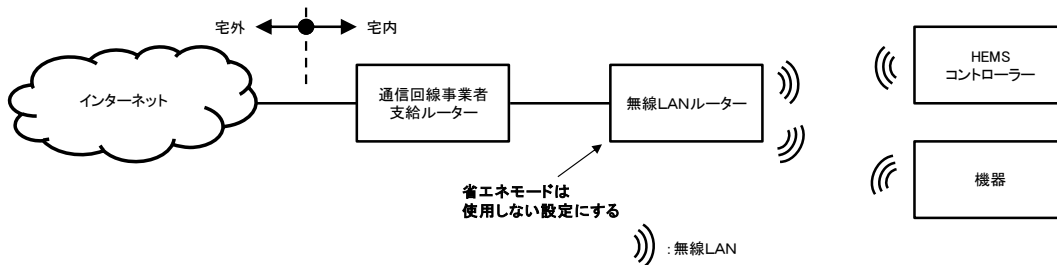 宅外
宅内
インターネット
通信回線事業者
支給ルーター
無線LANルーター
HEMS
コントローラー
機器
省エネモードは
使用しない設定にする
:無線LAN